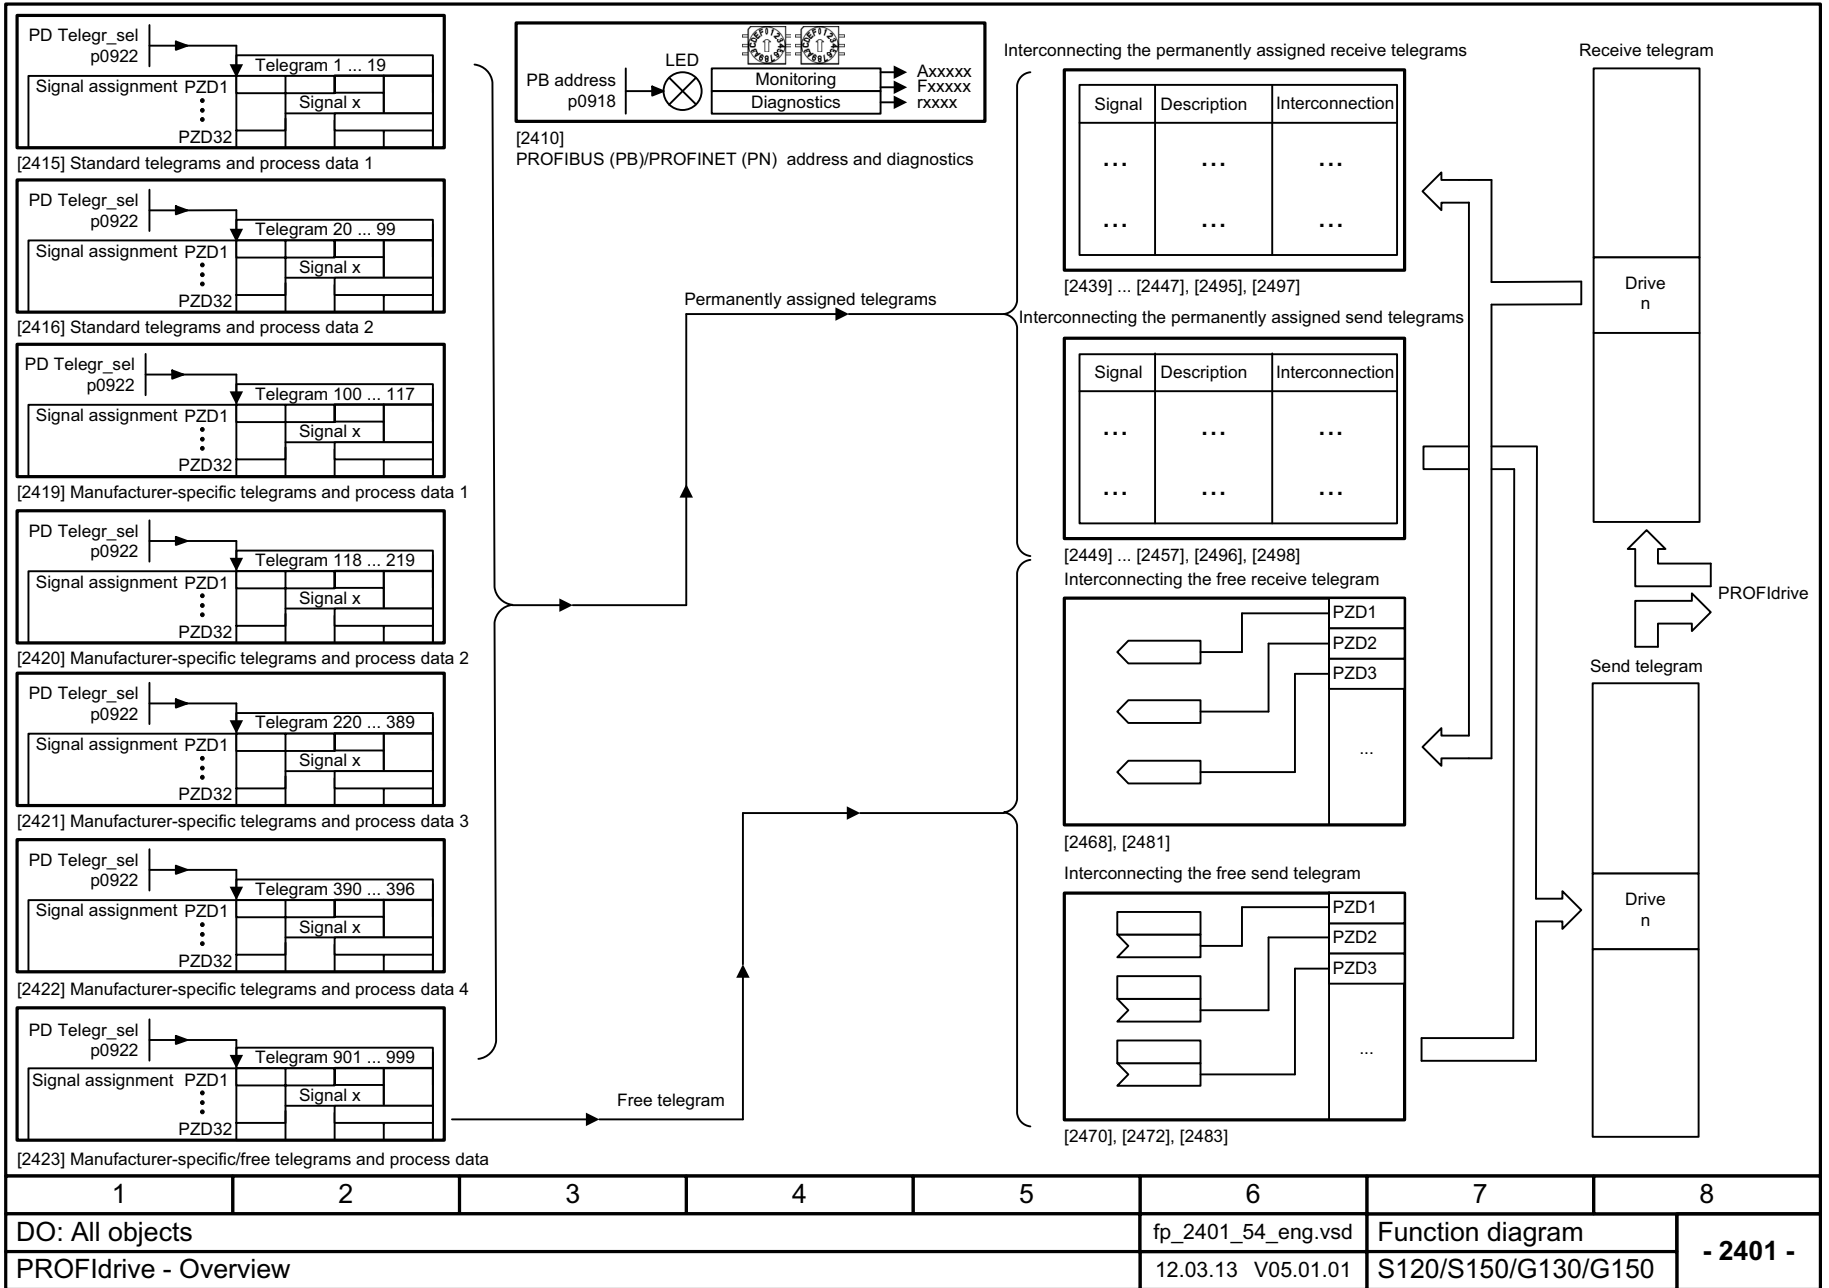 PD Telegr_sel
p0922
Telegram 1 ... 19
Signal assignment PZD1
Signal x
PZD32
[2415] Standard telegrams and process data 1
PD Telegr_sel
p0922
Telegram 20 ... 99
Signal assignment PZD1
Signal x
PZD32
[2416] Standard telegrams and process data 2
PD Telegr_sel
p0922
Telegram 100 ... 117
Signal assignment PZD1
Signal x
PZD32
[2419] Manufacturer-specific telegrams and process data 1
PD Telegr_sel
p0922
Telegram 118 ... 219
Signal assignment PZD1
Signal x
PZD32
[2420] Manufacturer-specific telegrams and process data 2
PD Telegr_sel
p0922
Telegram 220 ... 389
Signal assignment PZD1
Signal x
PZD32
[2421] Manufacturer-specific telegrams and process data 3
PD Telegr_sel
p0922
Telegram 390 ... 396
Signal assignment PZD1
Signal x
PZD32
[2422] Manufacturer-specific telegrams and process data 4
PD Telegr_sel
p0922
Telegram 901 ... 999
Signal assignment PZD1
Signal x
PZD32
[2423] Manufacturer-specific/free telegrams and process data
PB address
p0918
LED
Monitoring
Diagnostics
Axxxxx
Fxxxxx
rxxxx
[2410]
PROFIBUS (PB)/PROFINET (PN) address and diagnostics
Permanently assigned telegrams
Free telegram
Interconnecting the permanently assigned receive telegrams
Signal Description Interconnection
... ... ...
... ... ...
[2439] ... [2447], [2495], [2497]
Interconnecting the permanently assigned send telegrams
Signal Description Interconnection
... ... ...
... ... ...
[2449] ... [2457], [2496], [2498]
Interconnecting the free receive telegram
PZD1
PZD2
PZD3
...
[2468], [2481]
Interconnecting the free send telegram
PZD1
PZD2
PZD3
...
[2470], [2472], [2483]
Receive telegram
Drive
n
PROFIdrive
Send telegram
Drive
n
1 2 3 4 5 6 7 8
DO: All objects
fp_2401_54_eng.vsd
Function diagram
- 2401 -
PROFIdrive - Overview
12.03.13 V05.01.01
S120/S150/G130/G150